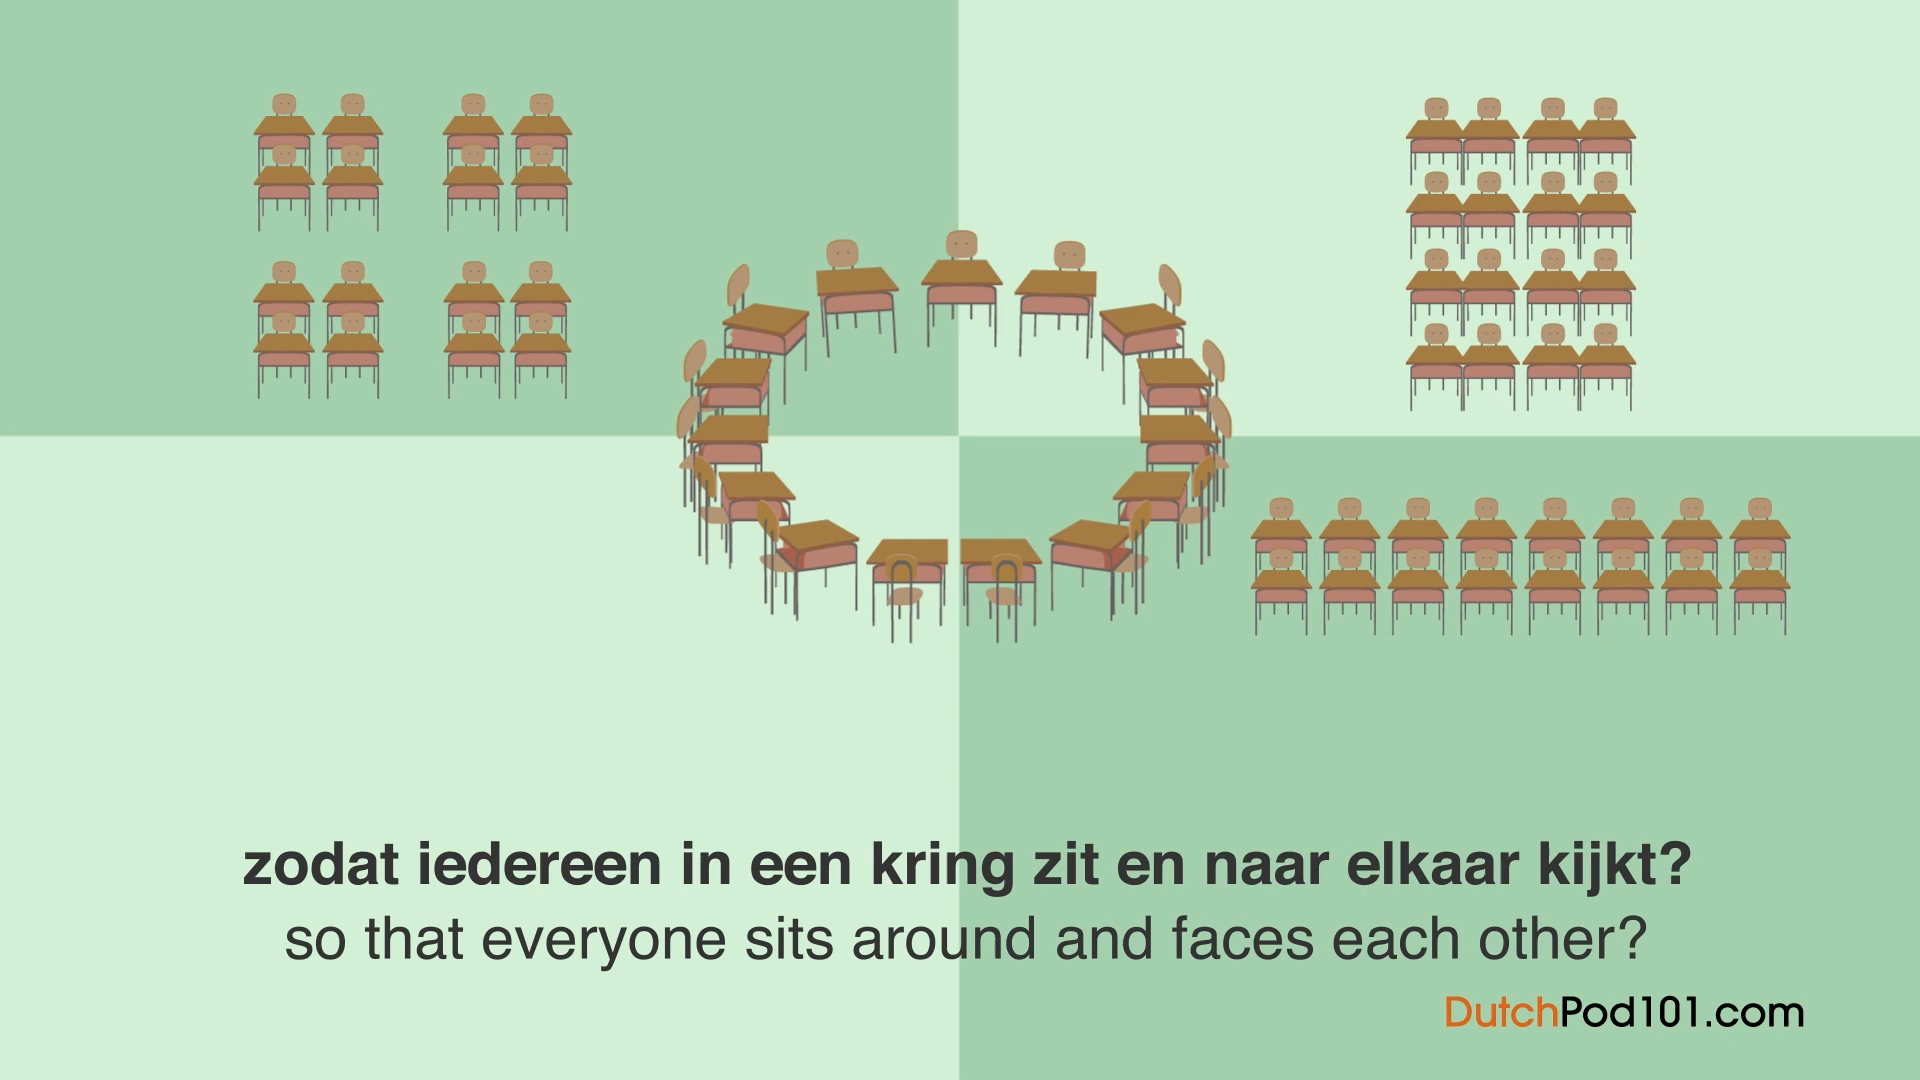 zodat iedereen in een kring zit en naar elkaar kijkt?
so that everyone sits around and faces each other?
DutchPod101.com